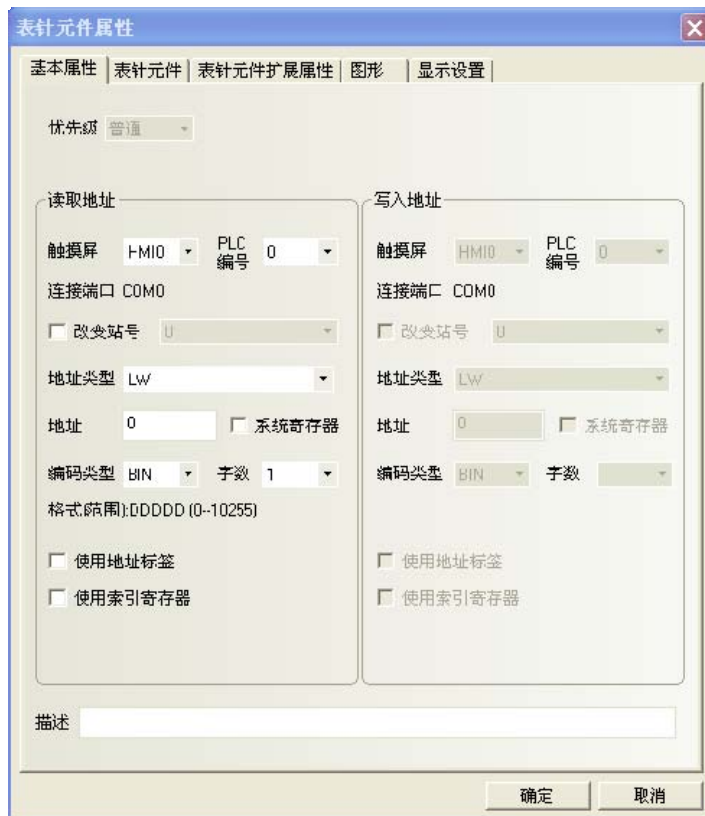 表针元件属性
基本属性 表针元件 表针元件扩展属性 图形 显示设置
优先级 普通
读取地址
触摸屏 HMI0 PLC编号 0
连接端口 COM0
改变站号 0
地址类型 LW
地址 0 系统寄存器
编码类型 BIN 字数 1
格式(范围):DDDDD (0--10255)
使用地址标签
使用索引寄存器
写入地址
触摸屏 HMI0 PLC编号 0
连接端口 COM0
改变站号 0
地址类型 LW
地址 0 系统寄存器
编码类型 BIN 字数
使用地址标签
使用索引寄存器
描述
确定 取消